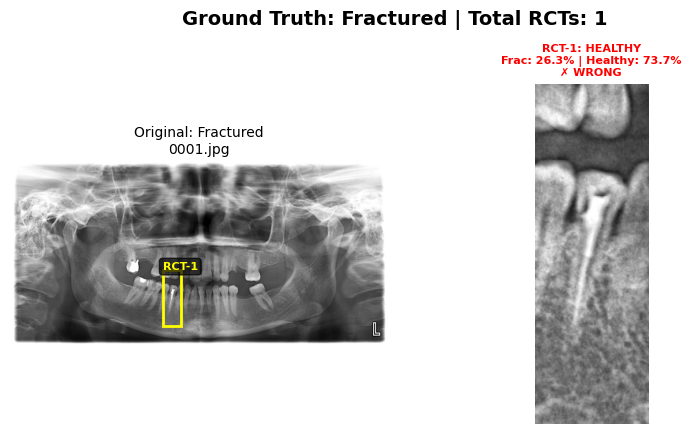 Ground Truth: Fractured | Total RCTs: 1
RCT-1: HEALTHY
Frac: 26.3% | Healthy: 73.7%
✗ WRONG
Original: Fractured
0001.jpg
RCT-1
L